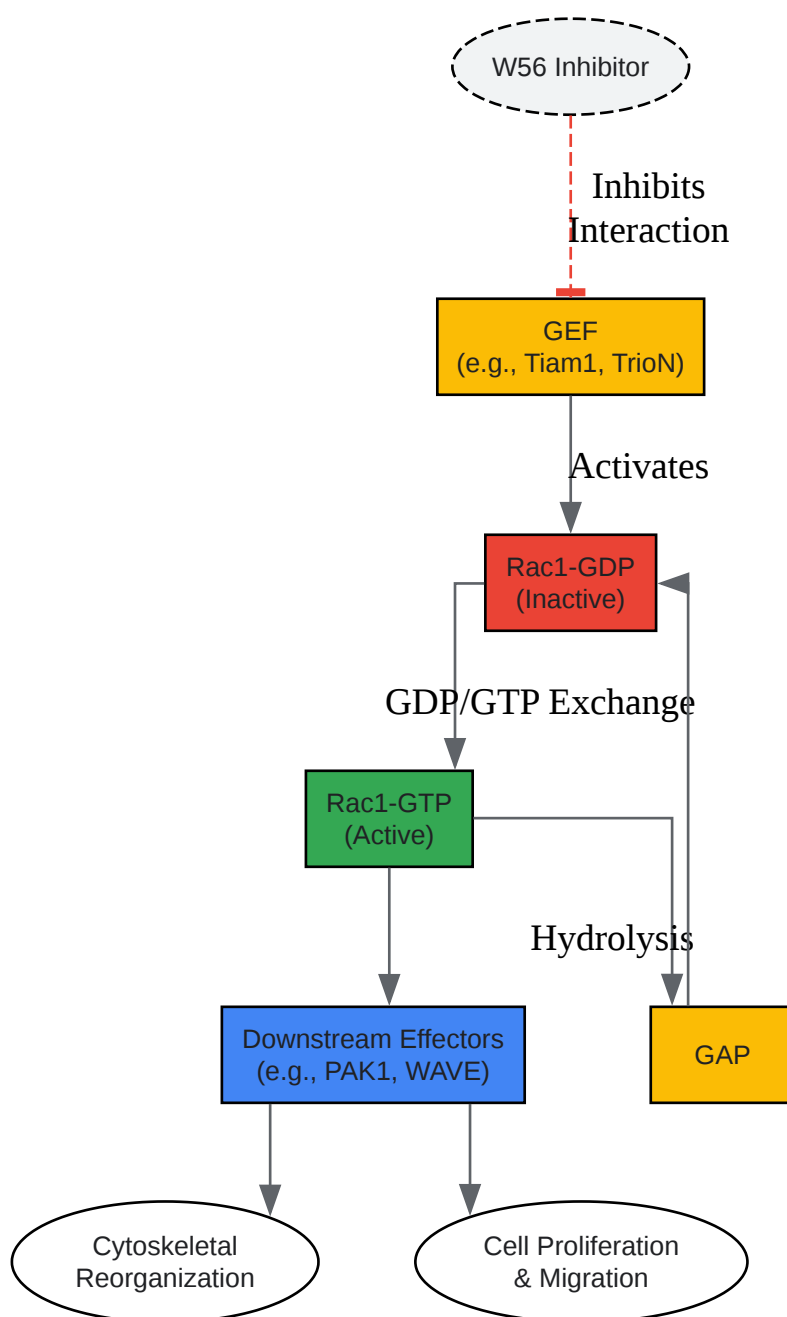 W56 Inhibitor
Inhibits
Interaction
GEF
(e.g., Tiam1, TrioN)
Activates
Rac1-GDP
(Inactive)
GDP/GTP Exchange
Rac1-GTP
(Active)
Hydrolysis
Downstream Effectors
(e.g., PAK1, WAVE)
GAP
Cytoskeletal
Reorganization
Cell Proliferation
& Migration